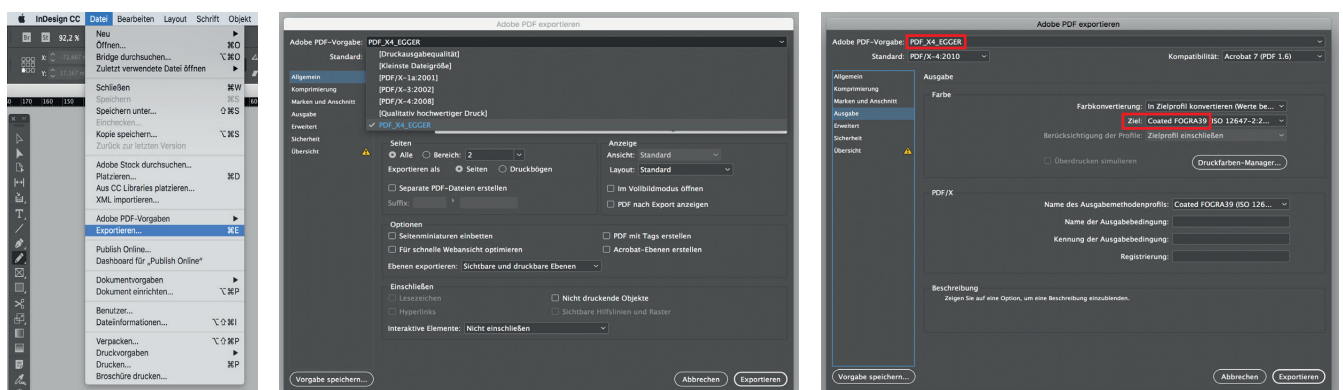 InDesign CC Datei Bearbeiten Layout Schrift Objekt
Br St 92,2 %
X:
Y:
170 160 150
Neu
Öffnen... ⌘O
Bridge durchsuchen... ⌥⌘O
Zuletzt verwendete Datei öffnen
Schließen ⌘W
Speichern ⌘S
Speichern unter... ⇧⌘S
Einchecken...
Kopie speichern... ⌥⌘S
Zurück zur letzten Version
Adobe Stock durchsuchen...
Platzieren... ⌘D
Aus CC Libraries platzieren...
XML importieren...
Adobe PDF-Vorgaben
Exportieren... ⌘E
Publish Online...
Dashboard für „Publish Online“
Dokumentvorgaben
Dokument einrichten... ⌥⌘P
Benutzer...
Dateiinformationen... ⌥⇧⌘I
Verpacken... ⌥⇧⌘P
Druckvorgaben
Drucken... ⌘P
Broschüre drucken...
Adobe PDF exportieren
Adobe PDF-Vorgabe: PDF_X4_EGGER
Standard:
[Druckausgabequalität]
[Kleinste Dateigröße]
[PDF/X-1a:2001]
[PDF/X-3:2002]
[PDF/X-4:2008]
[Qualitativ hochwertiger Druck]
✓ PDF_X4_EGGER
Allgemein
Komprimierung
Marken und Anschnitt
Ausgabe
Erweitert
Sicherheit
Übersicht
Seiten
Alle Bereich: 2
Exportieren als Seiten Druckbögen
Separate PDF-Dateien erstellen
Suffix:
Anzeige
Ansicht: Standard
Layout: Standard
Im Vollbildmodus öffnen
PDF nach Export anzeigen
Optionen
Seitenminiaturen einbetten
PDF mit Tags erstellen
Für schnelle Webansicht optimieren
Acrobat-Ebenen erstellen
Ebenen exportieren: Sichtbare und druckbare Ebenen
Einschließen
Lesezeichen
Nicht druckende Objekte
Hyperlinks
Sichtbare Hilfslinien und Raster
Interaktive Elemente: Nicht einschließen
Vorgabe speichern...
Abbrechen
Exportieren
Adobe PDF exportieren
Adobe PDF-Vorgabe: PDF_X4_EGGER
Standard: PDF/X-4:2010
Kompatibilität: Acrobat 7 (PDF 1.6)
Allgemein
Komprimierung
Marken und Anschnitt
Ausgabe
Erweitert
Sicherheit
Übersicht
Ausgabe
Farbe
Farbkonvertierung: In Zielprofil konvertieren (Werte be...
Ziel: Coated FOGRA39 (ISO 12647-2:2...
Berücksichtigung der Profile: Zielprofil einschließen
Überdrucken simulieren
Druckfarben-Manager...
PDF/X
Name des Ausgabemethodenprofils: Coated FOGRA39 (ISO 126...
Name der Ausgabebedingung:
Kennung der Ausgabebedingung:
Registrierung:
Beschreibung
Zeigen Sie auf eine Option, um eine Beschreibung einzublenden.
Vorgabe speichern...
Abbrechen
Exportieren